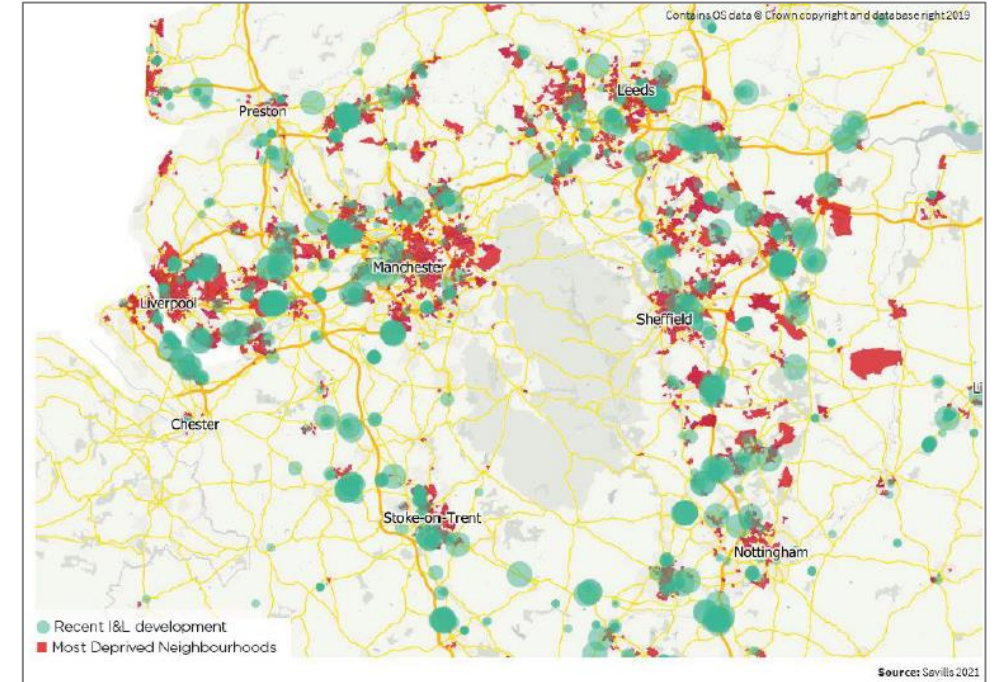 Contains OS data © Crown copyright and database right 2019
Leeds
Preston
Manchester
Liverpool
Sheffield
Chester
Stoke-on-Trent
Nottingham
Li
Recent I&L development
Most Deprived Neighbourhoods
Source: Savills 2021